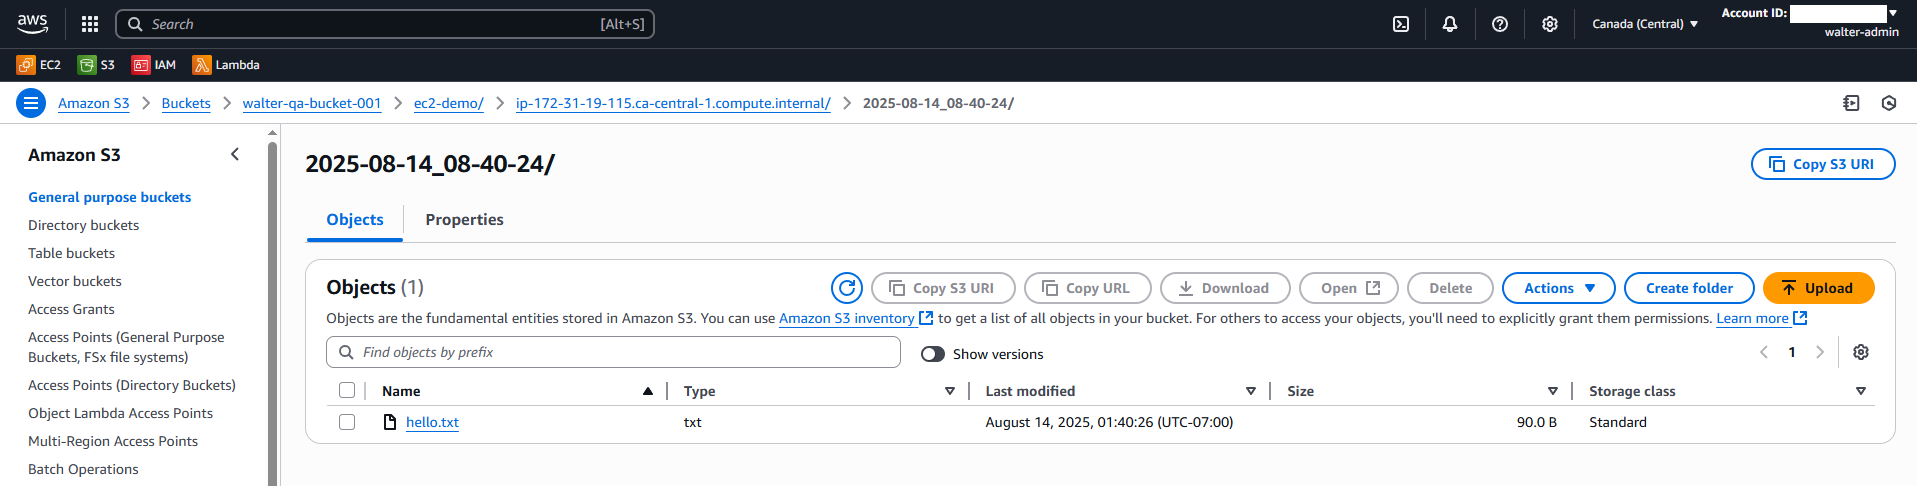 aws
Search [Alt+S]
Canada (Central)
Account ID:
walter-admin
EC2 S3 IAM Lambda
Amazon S3 Buckets walter-qa-bucket-001 ec2-demo/ ip-172-31-19-115.ca-central-1.compute.internal/ 2025-08-14_08-40-24/
Amazon S3
General purpose buckets
Directory buckets
Table buckets
Vector buckets
Access Grants
Access Points (General Purpose
Buckets, FSx file systems)
Access Points (Directory Buckets)
Object Lambda Access Points
Multi-Region Access Points
Batch Operations
2025-08-14_08-40-24/
Copy S3 URI
Objects Properties
Objects (1)
Copy S3 URI Copy URL Download Open Delete Actions Create folder Upload
Objects are the fundamental entities stored in Amazon S3. You can use Amazon S3 inventory to get a list of all objects in your bucket. For others to access your objects, you'll need to explicitly grant them permissions. Learn more
Find objects by prefix
Show versions
1
Name Type Last modified Size Storage class
hello.txt txt August 14, 2025, 01:40:26 (UTC-07:00) 90.0 B Standard